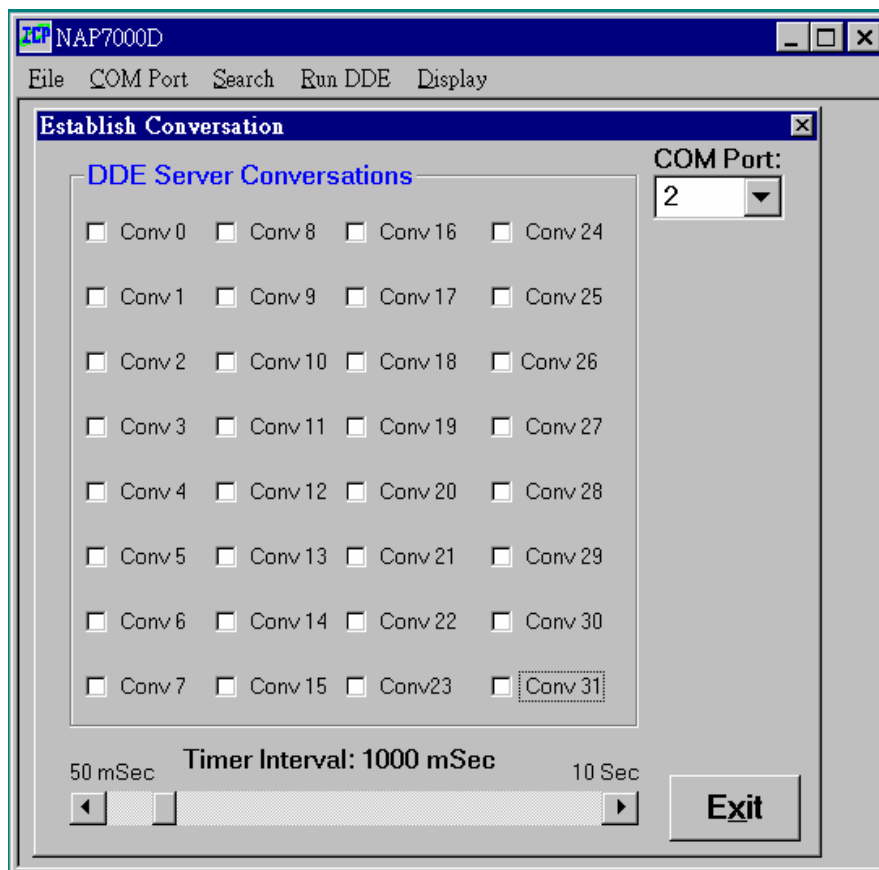 ICP NAP7000D
File COM Port Search Run DDE Display
Establish Conversation
COM Port:
2
DDE Server Conversations
Conv 0 Conv 8 Conv 16 Conv 24
Conv 1 Conv 9 Conv 17 Conv 25
Conv 2 Conv 10 Conv 18 Conv 26
Conv 3 Conv 11 Conv 19 Conv 27
Conv 4 Conv 12 Conv 20 Conv 28
Conv 5 Conv 13 Conv 21 Conv 29
Conv 6 Conv 14 Conv 22 Conv 30
Conv 7 Conv 15 Conv23 Conv 31
50 mSec Timer Interval: 1000 mSec 10 Sec
Exit